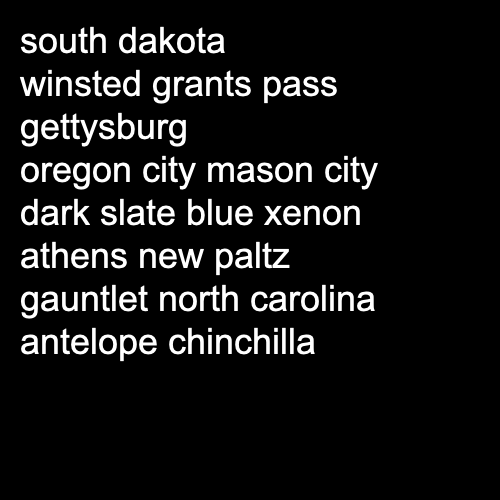 south dakota
winsted grants pass
gettysburg
oregon city mason city
dark slate blue xenon
athens new paltz
gauntlet north carolina
antelope chinchilla